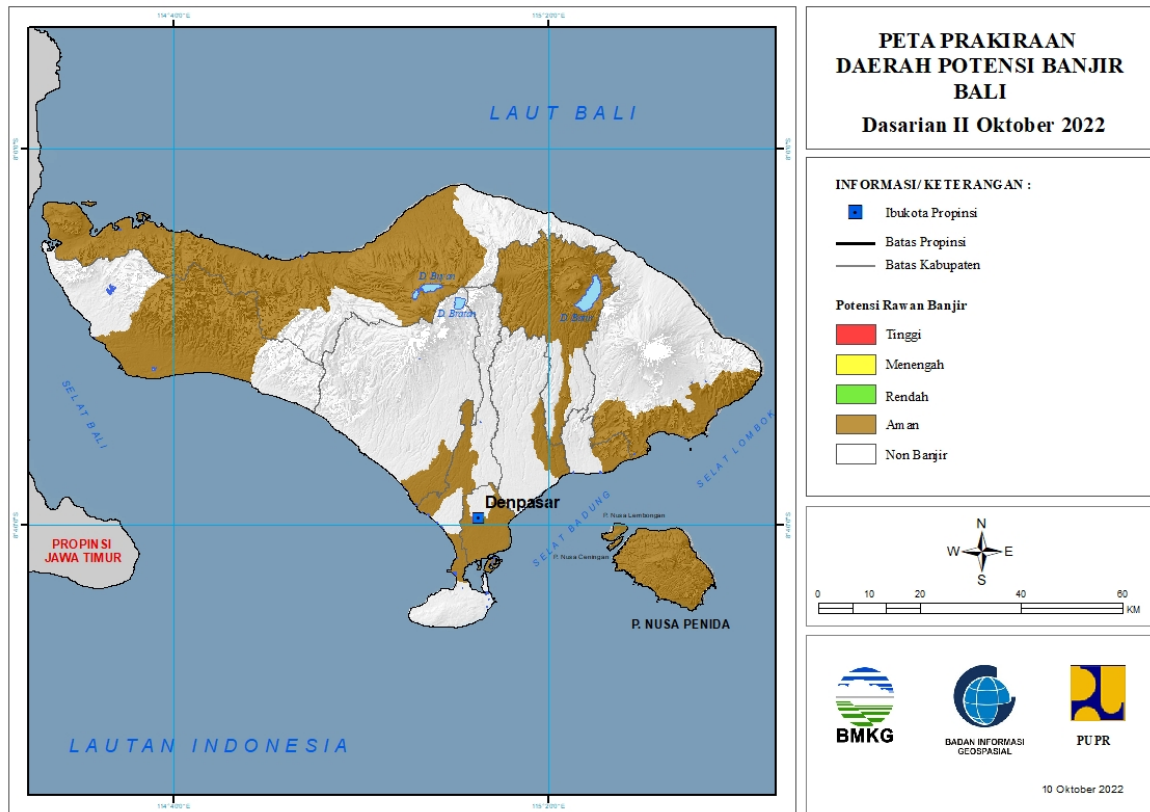 PETA PRAKIRAAN
DAERAH POTENSI BANJIR
BALI
Dasarian II Oktober 2022
INFORMASI/ KETERANGAN :
Ibukota Propinsi
Batas Propinsi
Batas Kabupaten
Potensi Rawan Banjir
Tinggi
Menengah
Rendah
Aman
Non Banjir
N
W E
S
0 10 20 40 60
KM
BMKG
BADAN INFORMASI
GEOSPASIAL
PUPR
10 Oktober 2022
114°40'0"E
LAUT BALI
D. Buyan
D. Bratan
D. Batur
SELAT BALI
SELAT LOMBOK
SELAT BADUNG
Denpasar
P. Nusa Lembongan
P. Nusa Ceningan
PROPINSI
JAWA TIMUR
P. NUSA PENIDA
LAUTAN INDONESIA